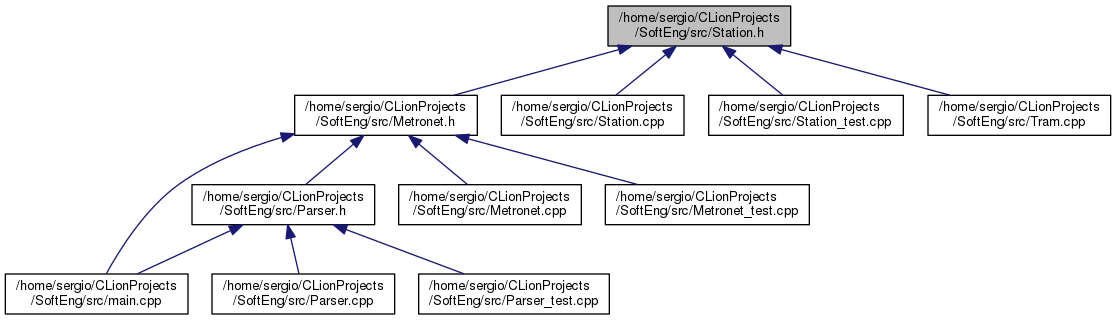 /home/sergio/CLionProjects
/SoftEng/src/Station.h
/home/sergio/CLionProjects
/SoftEng/src/Metronet.h
/home/sergio/CLionProjects
/SoftEng/src/Station.cpp
/home/sergio/CLionProjects
/SoftEng/src/Station_test.cpp
/home/sergio/CLionProjects
/SoftEng/src/Tram.cpp
/home/sergio/CLionProjects
/SoftEng/src/Parser.h
/home/sergio/CLionProjects
/SoftEng/src/Metronet.cpp
/home/sergio/CLionProjects
/SoftEng/src/Metronet_test.cpp
/home/sergio/CLionProjects
/SoftEng/src/main.cpp
/home/sergio/CLionProjects
/SoftEng/src/Parser.cpp
/home/sergio/CLionProjects
/SoftEng/src/Parser_test.cpp